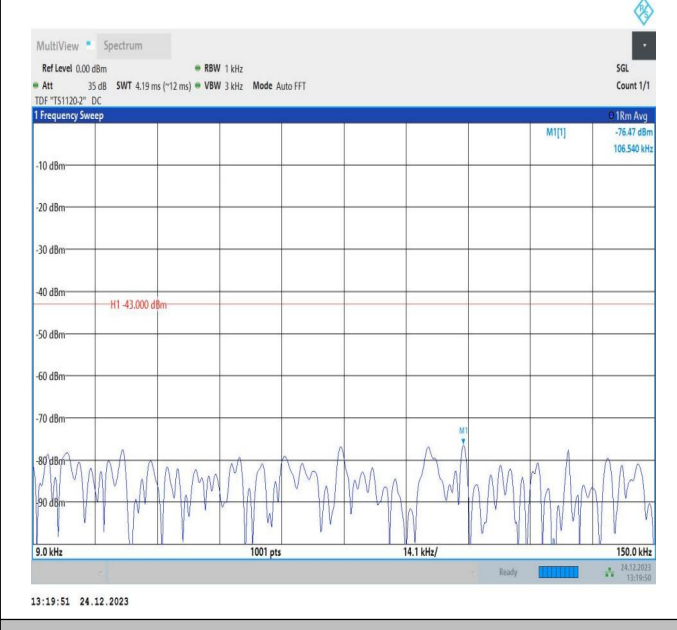 R S
MultiView Spectrum
Ref Level 0.00 dBm RBW 1 kHz SGL
Att 35 dB SWT 4.19 ms (~12 ms) VBW 3 kHz Mode Auto FFT Count 1/1
TDF "TS1120-2" DC
1 Frequency Sweep 1Rm Avg
M1[1] -76.47 dBm
106.540 kHz
-10 dBm
-20 dBm
-30 dBm
-40 dBm
H1 -43.000 dBm
-50 dBm
-60 dBm
-70 dBm
M1
-80 dBm
-90 dBm
9.0 kHz 1001 pts 14.1 kHz/ 150.0 kHz
Ready 24.12.2023
13:19:50
13:19:51 24.12.2023